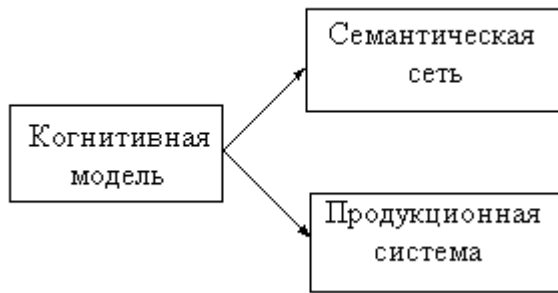 Когнитивная
модель
Семантическая
сеть
Продукционная
система